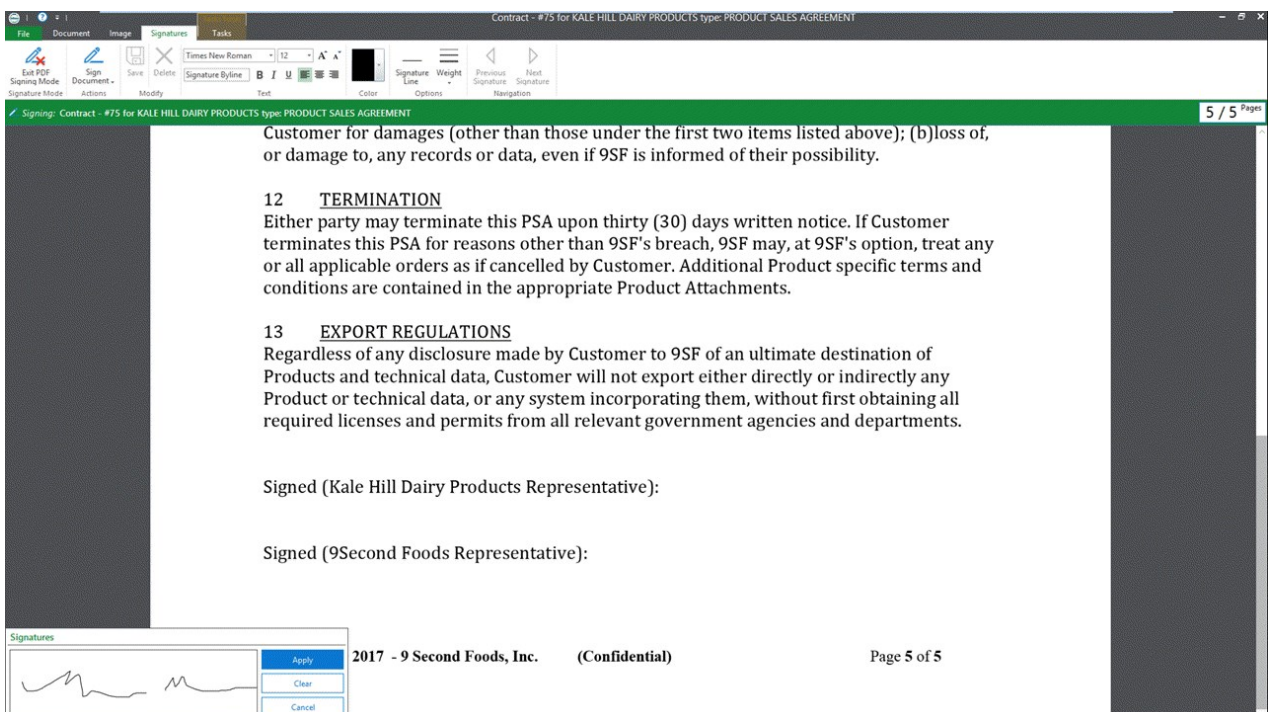 Contract - #75 for KALE HILL DAIRY PRODUCTS type: PRODUCT SALES AGREEMENT
File Document Image Signatures Tasks
Exit PDF Signing Mode
Sign Document
Save
Delete
Times New Roman
12
Signature Byline
B I U
Signature Line
Weight
Previous Signature
Next Signature
Signature Mode Actions Modify Text Color Options Navigation
Signing: Contract - #75 for KALE HILL DAIRY PRODUCTS type: PRODUCT SALES AGREEMENT
5 / 5 Pages
Customer for damages (other than those under the first two items listed above); (b)loss of,
or damage to, any records or data, even if 9SF is informed of their possibility.
12 TERMINATION
Either party may terminate this PSA upon thirty (30) days written notice. If Customer
terminates this PSA for reasons other than 9SF's breach, 9SF may, at 9SF's option, treat any
or all applicable orders as if cancelled by Customer. Additional Product specific terms and
conditions are contained in the appropriate Product Attachments.
13 EXPORT REGULATIONS
Regardless of any disclosure made by Customer to 9SF of an ultimate destination of
Products and technical data, Customer will not export either directly or indirectly any
Product or technical data, or any system incorporating them, without first obtaining all
required licenses and permits from all relevant government agencies and departments.
Signed (Kale Hill Dairy Products Representative):
Signed (9Second Foods Representative):
2017 - 9 Second Foods, Inc. (Confidential) Page 5 of 5
Signatures
Apply
Clear
Cancel